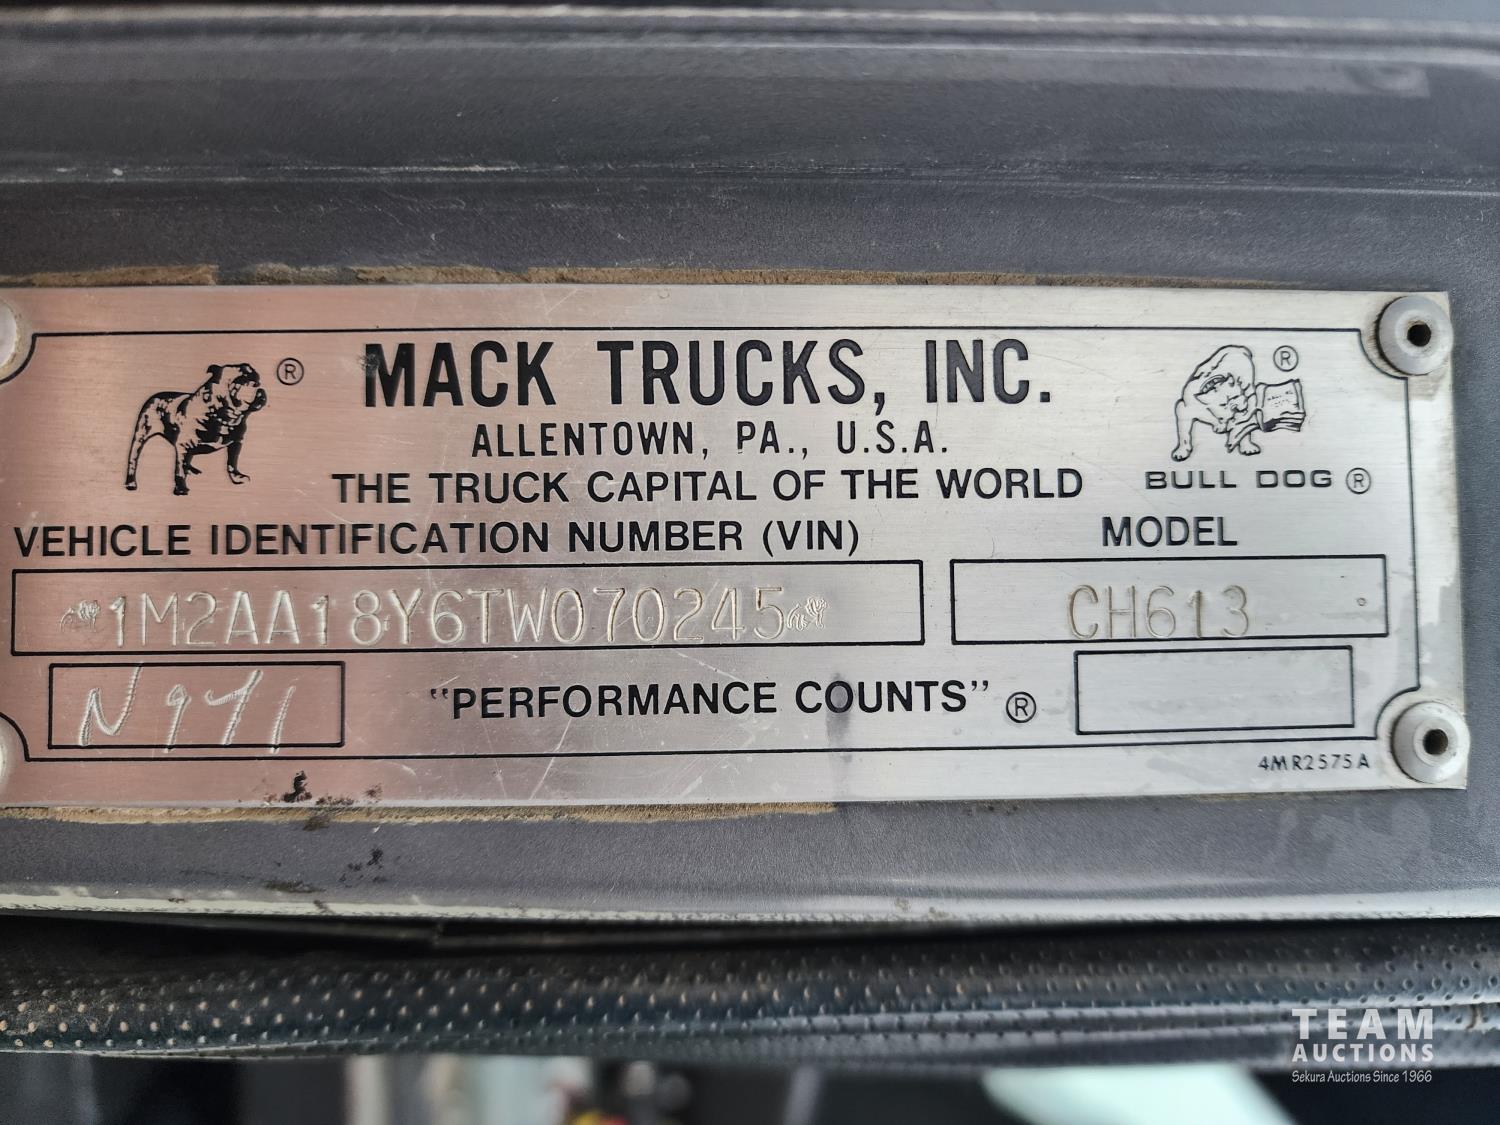 ® MACK TRUCKS, INC. ®
ALLENTOWN, PA., U.S.A.
THE TRUCK CAPITAL OF THE WORLD
BULL DOG ®
VEHICLE IDENTIFICATION NUMBER (VIN) MODEL
1M2AA18Y6TW070245 CH613
N971 "PERFORMANCE COUNTS" ®
4MR2575A
TEAM
AUCTIONS
Sekura Auctions Since 1966